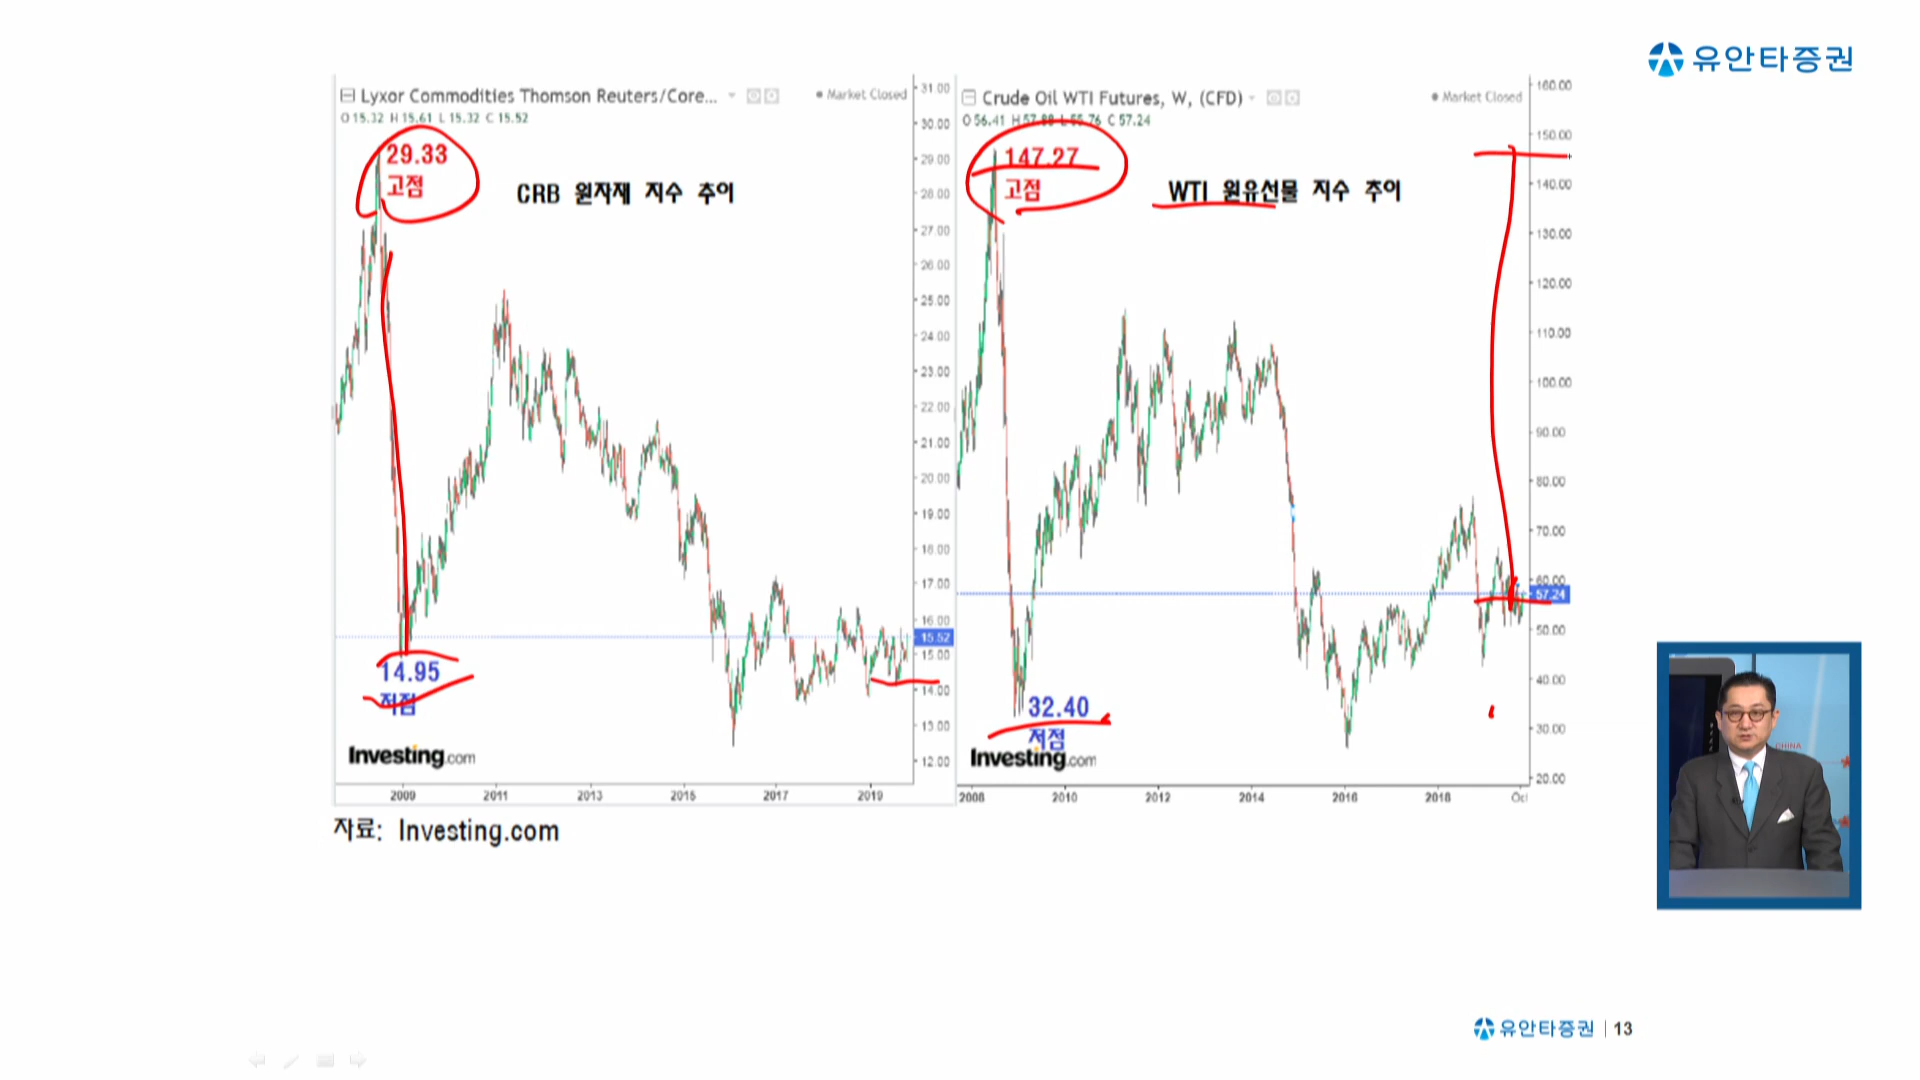 유안타증권
Lyxor Commodities Thomson Reuters/Core...
Market Closed
O 15.32 H 15.61 L 15.32 C 15.52
29.33
고점
CRB 원자재 지수 추이
31.00
30.00
29.00
28.00
27.00
26.00
25.00
24.00
23.00
22.00
21.00
20.00
19.00
18.00
17.00
16.00
15.52
15.00
14.00
13.00
12.00
14.95
저점
Investing.com
2009 2011 2013 2015 2017 2019
Crude Oil WTI Futures, W, (CFD)
Market Closed
O 56.41 H 57.88 L 55.76 C 57.24
147.27
고점
WTI 원유선물 지수 추이
160.00
150.00
140.00
130.00
120.00
110.00
100.00
90.00
80.00
70.00
60.00
57.24
50.00
40.00
30.00
20.00
32.40
저점
Investing.com
2008 2010 2012 2014 2016 2018 Oct
자료: Investing.com
CHINA
유안타증권 | 13